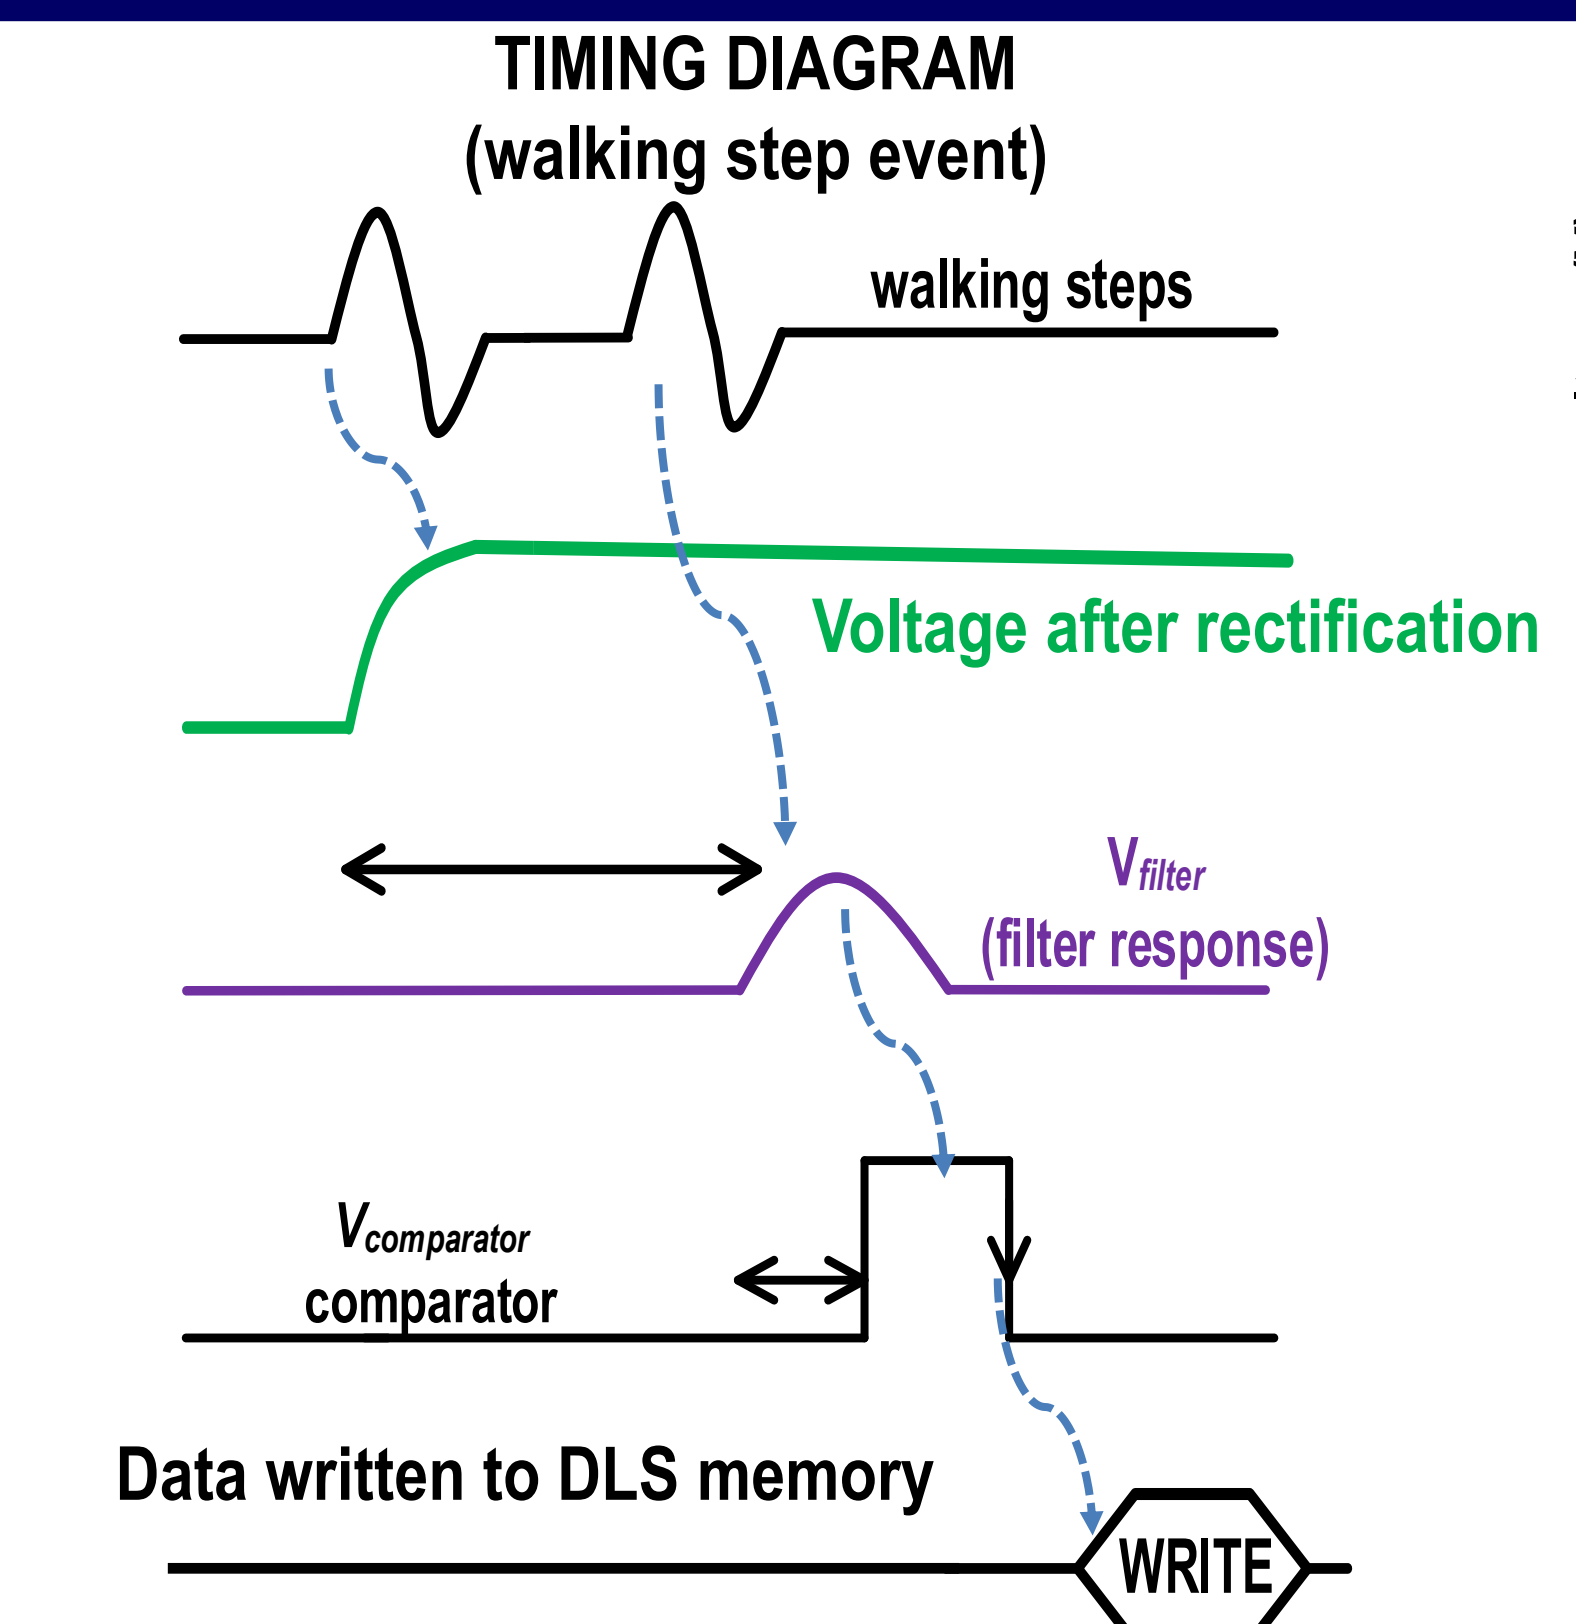 TIMING DIAGRAM
(walking step event)
walking steps
Voltage after rectification
Vfilter
(filter response)
Vcomparator
comparator
Data written to DLS memory
WRITE